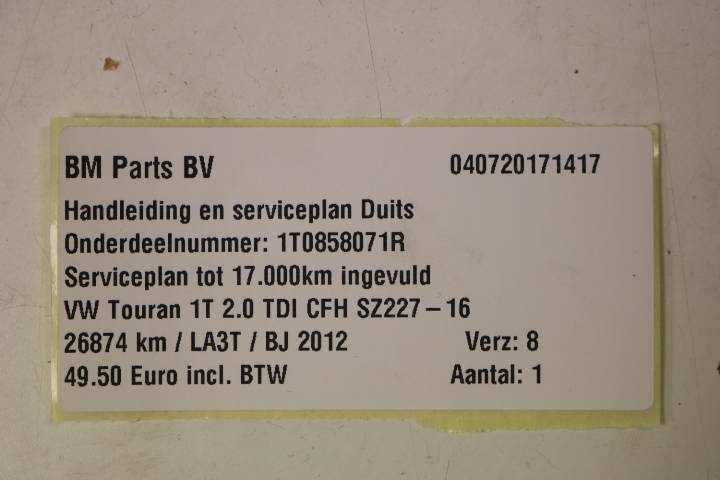 BM Parts BV 040720171417
Handleiding en serviceplan Duits
Onderdeelnummer: 1T0858071R
Serviceplan tot 17.000km ingevuld
VW Touran 1T 2.0 TDI CFH SZ227-16
26874 km / LA3T / BJ 2012 Verz: 8
49.50 Euro incl. BTW Aantal: 1